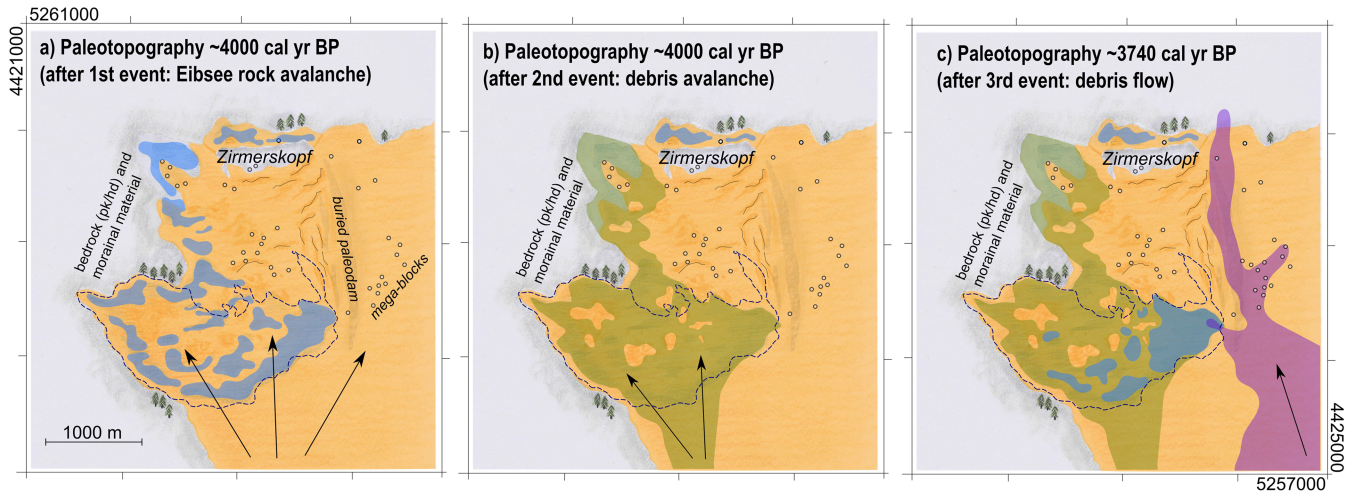 5261000
4421000
a) Paleotopography ~4000 cal yr BP
(after 1st event: Eibsee rock avalanche)
Zirmerskopf
bedrock (pk/hd) and
morainal material
buried paleodam
mega-blocks
1000 m
b) Paleotopography ~4000 cal yr BP
(after 2nd event: debris avalanche)
Zirmerskopf
bedrock (pk/hd) and
morainal material
c) Paleotopography ~3740 cal yr BP
(after 3rd event: debris flow)
Zirmerskopf
bedrock (pk/hd) and
morainal material
4425000
5257000